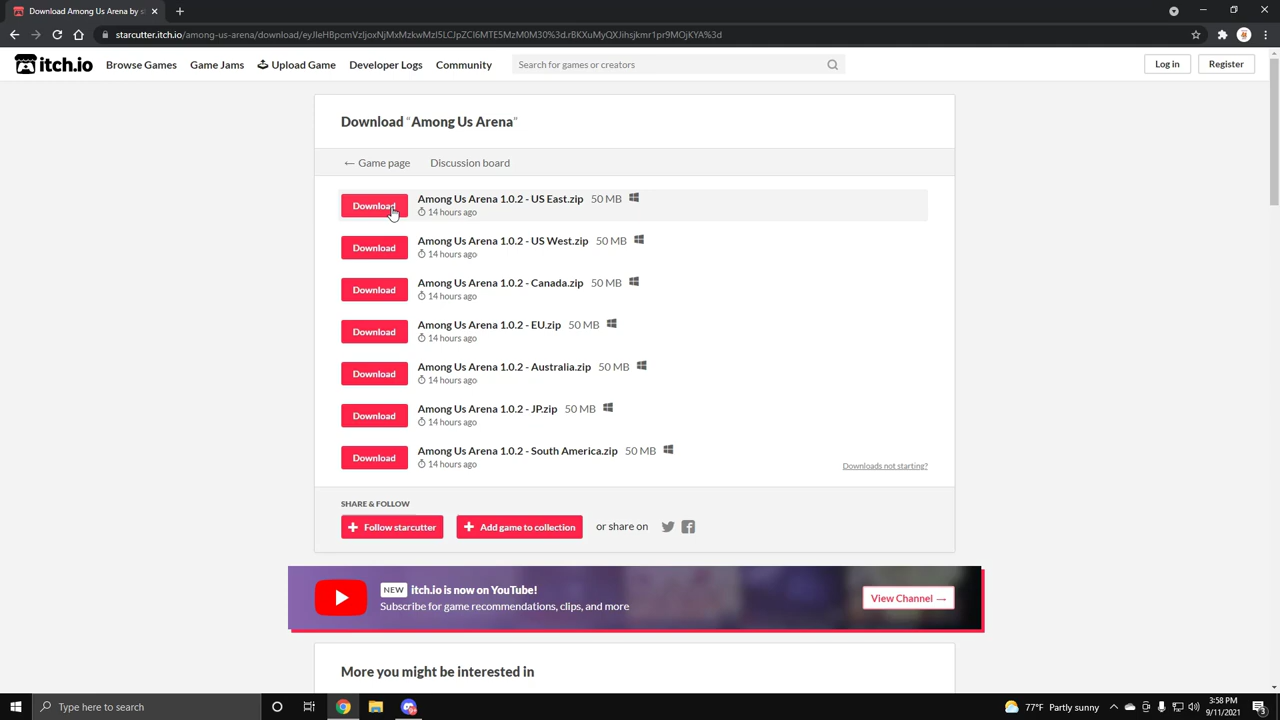 Download Among Us Arena by st
starcutter.itch.io/among-us-arena/download/
itch.io
Browse Games
Game Jams
Upload Game
Developer Logs
Community
Search for games or creators
Log in
Register
Download “Among Us Arena”
← Game page
Discussion board
Download
Among Us Arena 1.0.2 - US East.zip 50 MB
14 hours ago
Download
Among Us Arena 1.0.2 - US West.zip 50 MB
14 hours ago
Download
Among Us Arena 1.0.2 - Canada.zip 50 MB
14 hours ago
Download
Among Us Arena 1.0.2 - EU.zip 50 MB
14 hours ago
Download
Among Us Arena 1.0.2 - Australia.zip 50 MB
14 hours ago
Download
Among Us Arena 1.0.2 - JP.zip 50 MB
14 hours ago
Download
Among Us Arena 1.0.2 - South America.zip 50 MB
14 hours ago
Downloads not starting?
SHARE & FOLLOW
Follow starcutter
Add game to collection
or share on
NEW itch.io is now on YouTube!
Subscribe for game recommendations, clips, and more
View Channel →
More you might be interested in
Type here to search
77°F Partly sunny
3:58 PM
9/11/2021